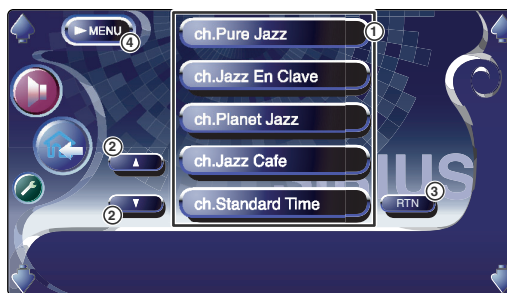 ► MENU
④
ch.Pure Jazz
①
ch.Jazz En Clave
ch.Planet Jazz
②
▲
ch.Jazz Cafe
②
▼
ch.Standard Time
③
RTN
IUS